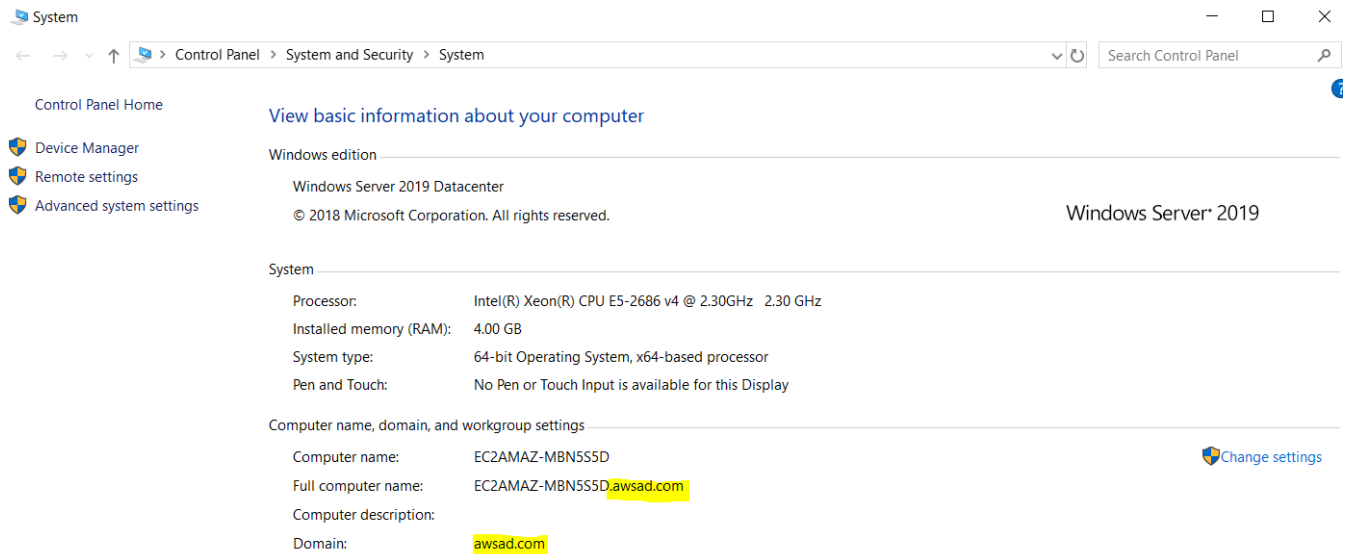 System
Control Panel > System and Security > System
Search Control Panel
?
Control Panel Home
View basic information about your computer
Device Manager
Windows edition
Remote settings
Windows Server 2019 Datacenter
Advanced system settings
© 2018 Microsoft Corporation. All rights reserved.
Windows Server® 2019
System
Processor: Intel(R) Xeon(R) CPU E5-2686 v4 @ 2.30GHz 2.30 GHz
Installed memory (RAM): 4.00 GB
System type: 64-bit Operating System, x64-based processor
Pen and Touch: No Pen or Touch Input is available for this Display
Computer name, domain, and workgroup settings
Computer name: EC2AMAZ-MBN5S5D
Change settings
Full computer name: EC2AMAZ-MBN5S5D.awsad.com
Computer description:
Domain: awsad.com